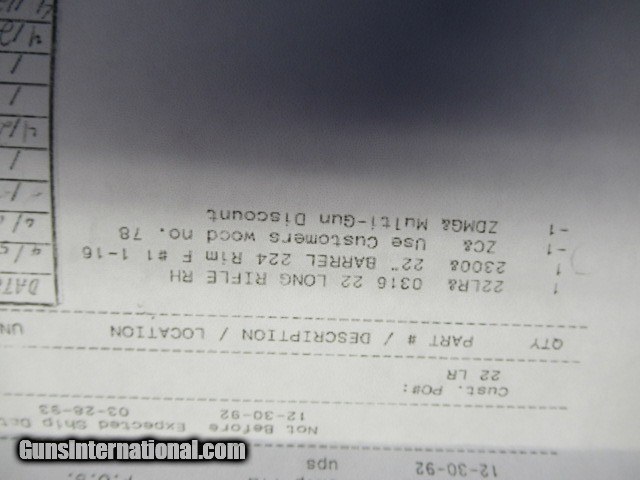 12-30-92 ups
Not Before Expected Ship
12-30-92 03-28-93
Cust. PO#:
22 LR
QTY PART # / DESCRIPTION / LOCATION UN
1 22LR& 0316 22 LONG RIFLE RH
1 2300& 22" BARREL 224 Rim F #1 1-16
-1 ZC& Use Customers wood no. 78
-1 ZDMG& Multi-Gun Discount
DATE
GunsInternational.com